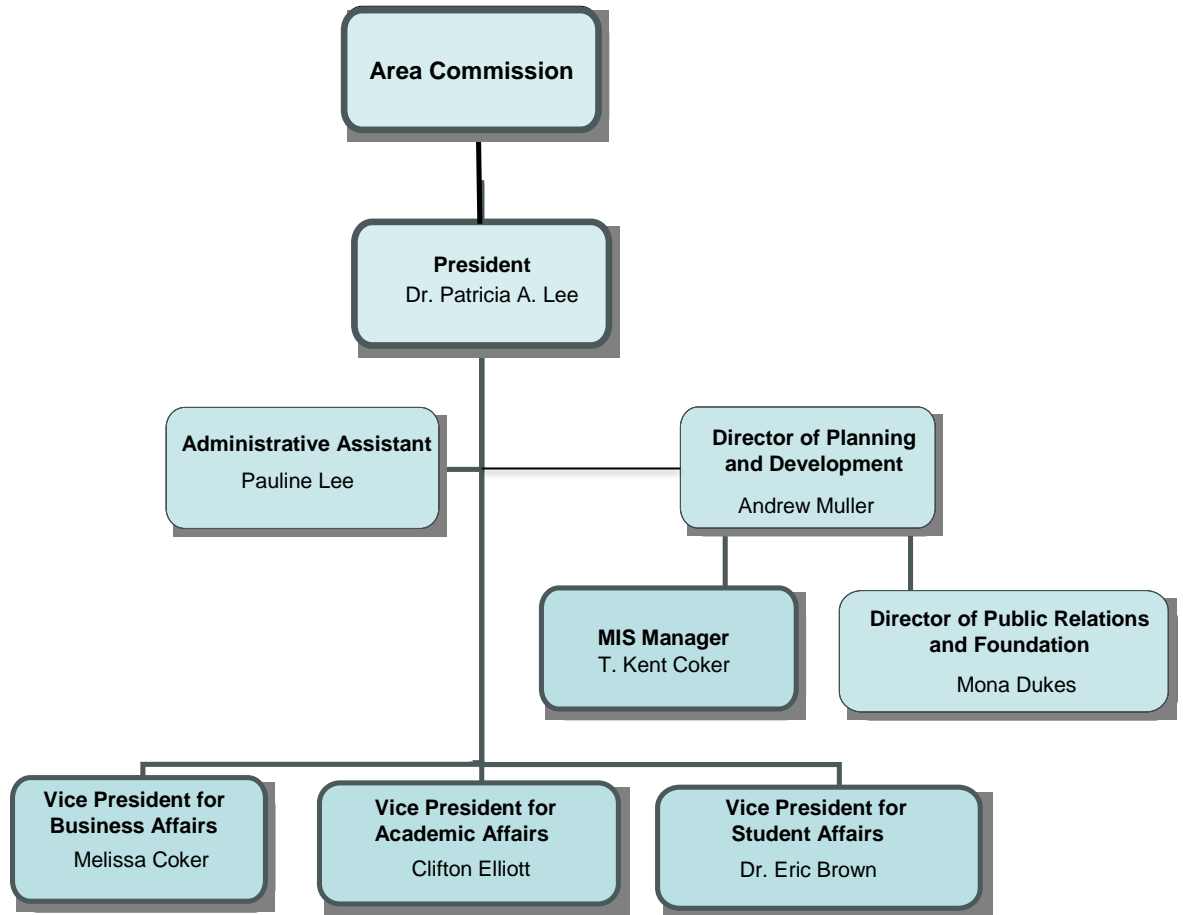 Area Commission
President
Dr. Patricia A. Lee
Administrative Assistant
Pauline Lee
Director of Planning
and Development
Andrew Muller
MIS Manager
T. Kent Coker
Director of Public Relations
and Foundation
Mona Dukes
Vice President for
Business Affairs
Melissa Coker
Vice President for
Academic Affairs
Clifton Elliott
Vice President for
Student Affairs
Dr. Eric Brown